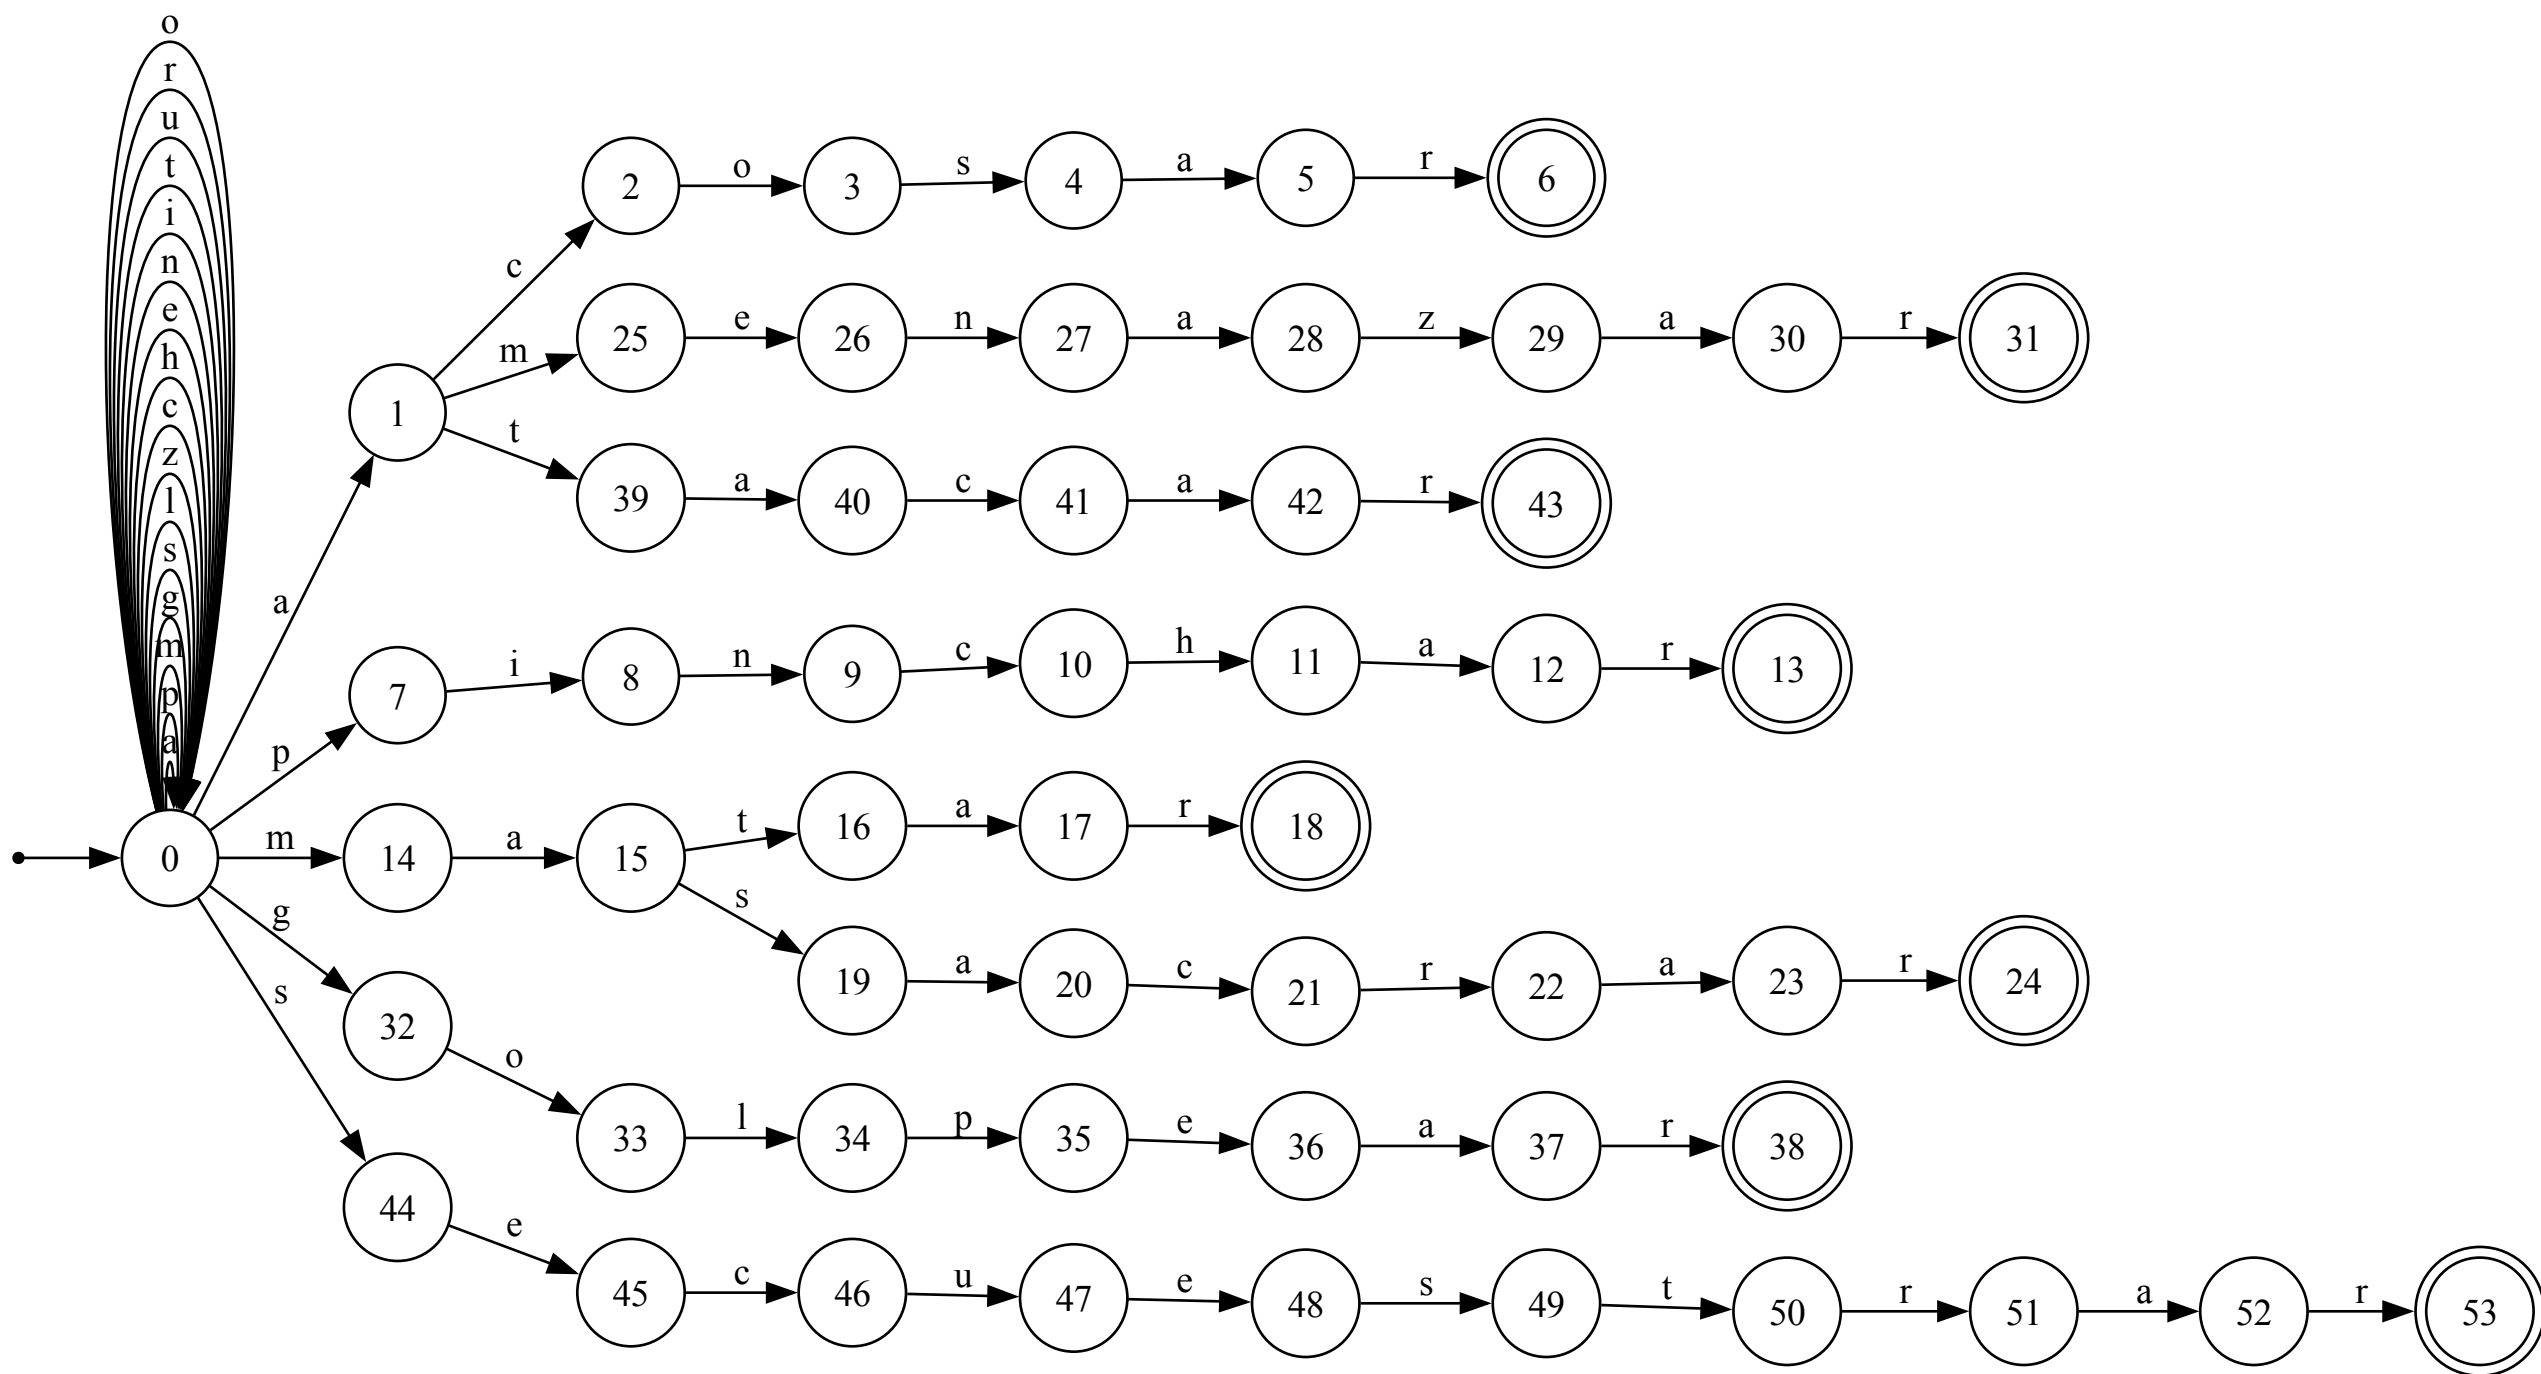 o
r
u
t
i
n
e
h
c
z
l
s
g
m
p
a
2 o 3 s 4 a 5 r 6
c
25 e 26 n 27 a 28 z 29 a 30 r 31
m
1
t
39 a 40 c 41 a 42 r 43
a
7 i 8 n 9 c 10 h 11 a 12 r 13
p
16 a 17 r 18
t
0 m 14 a 15
s
19 a 20 c 21 r 22 a 23 r 24
g
s
32
o
33 l 34 p 35 e 36 a 37 r 38
44
e
45 c 46 u 47 e 48 s 49 t 50 r 51 a 52 r 53